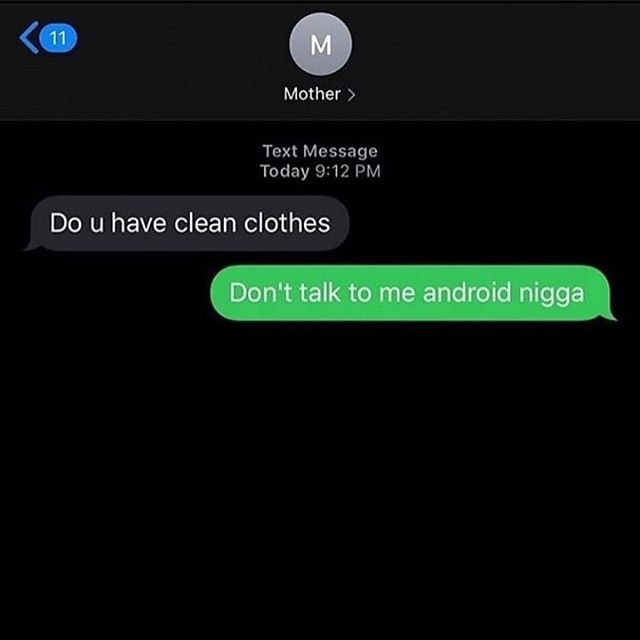 11
M
Mother >
Text Message
Today 9:12 PM
Do u have clean clothes
Don't talk to me android nigga